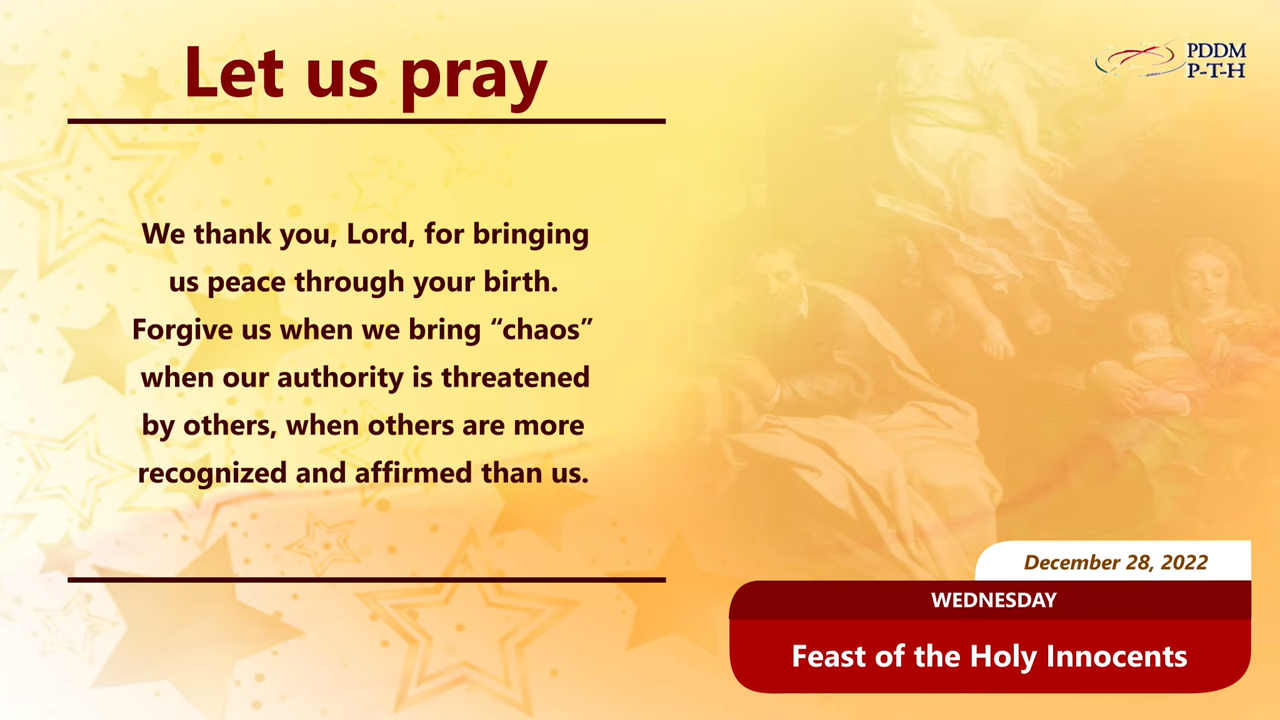 Let us pray
PDDM
P-T-H
We thank you, Lord, for bringing
us peace through your birth.
Forgive us when we bring “chaos”
when our authority is threatened
by others, when others are more
recognized and affirmed than us.
December 28, 2022
WEDNESDAY
Feast of the Holy Innocents